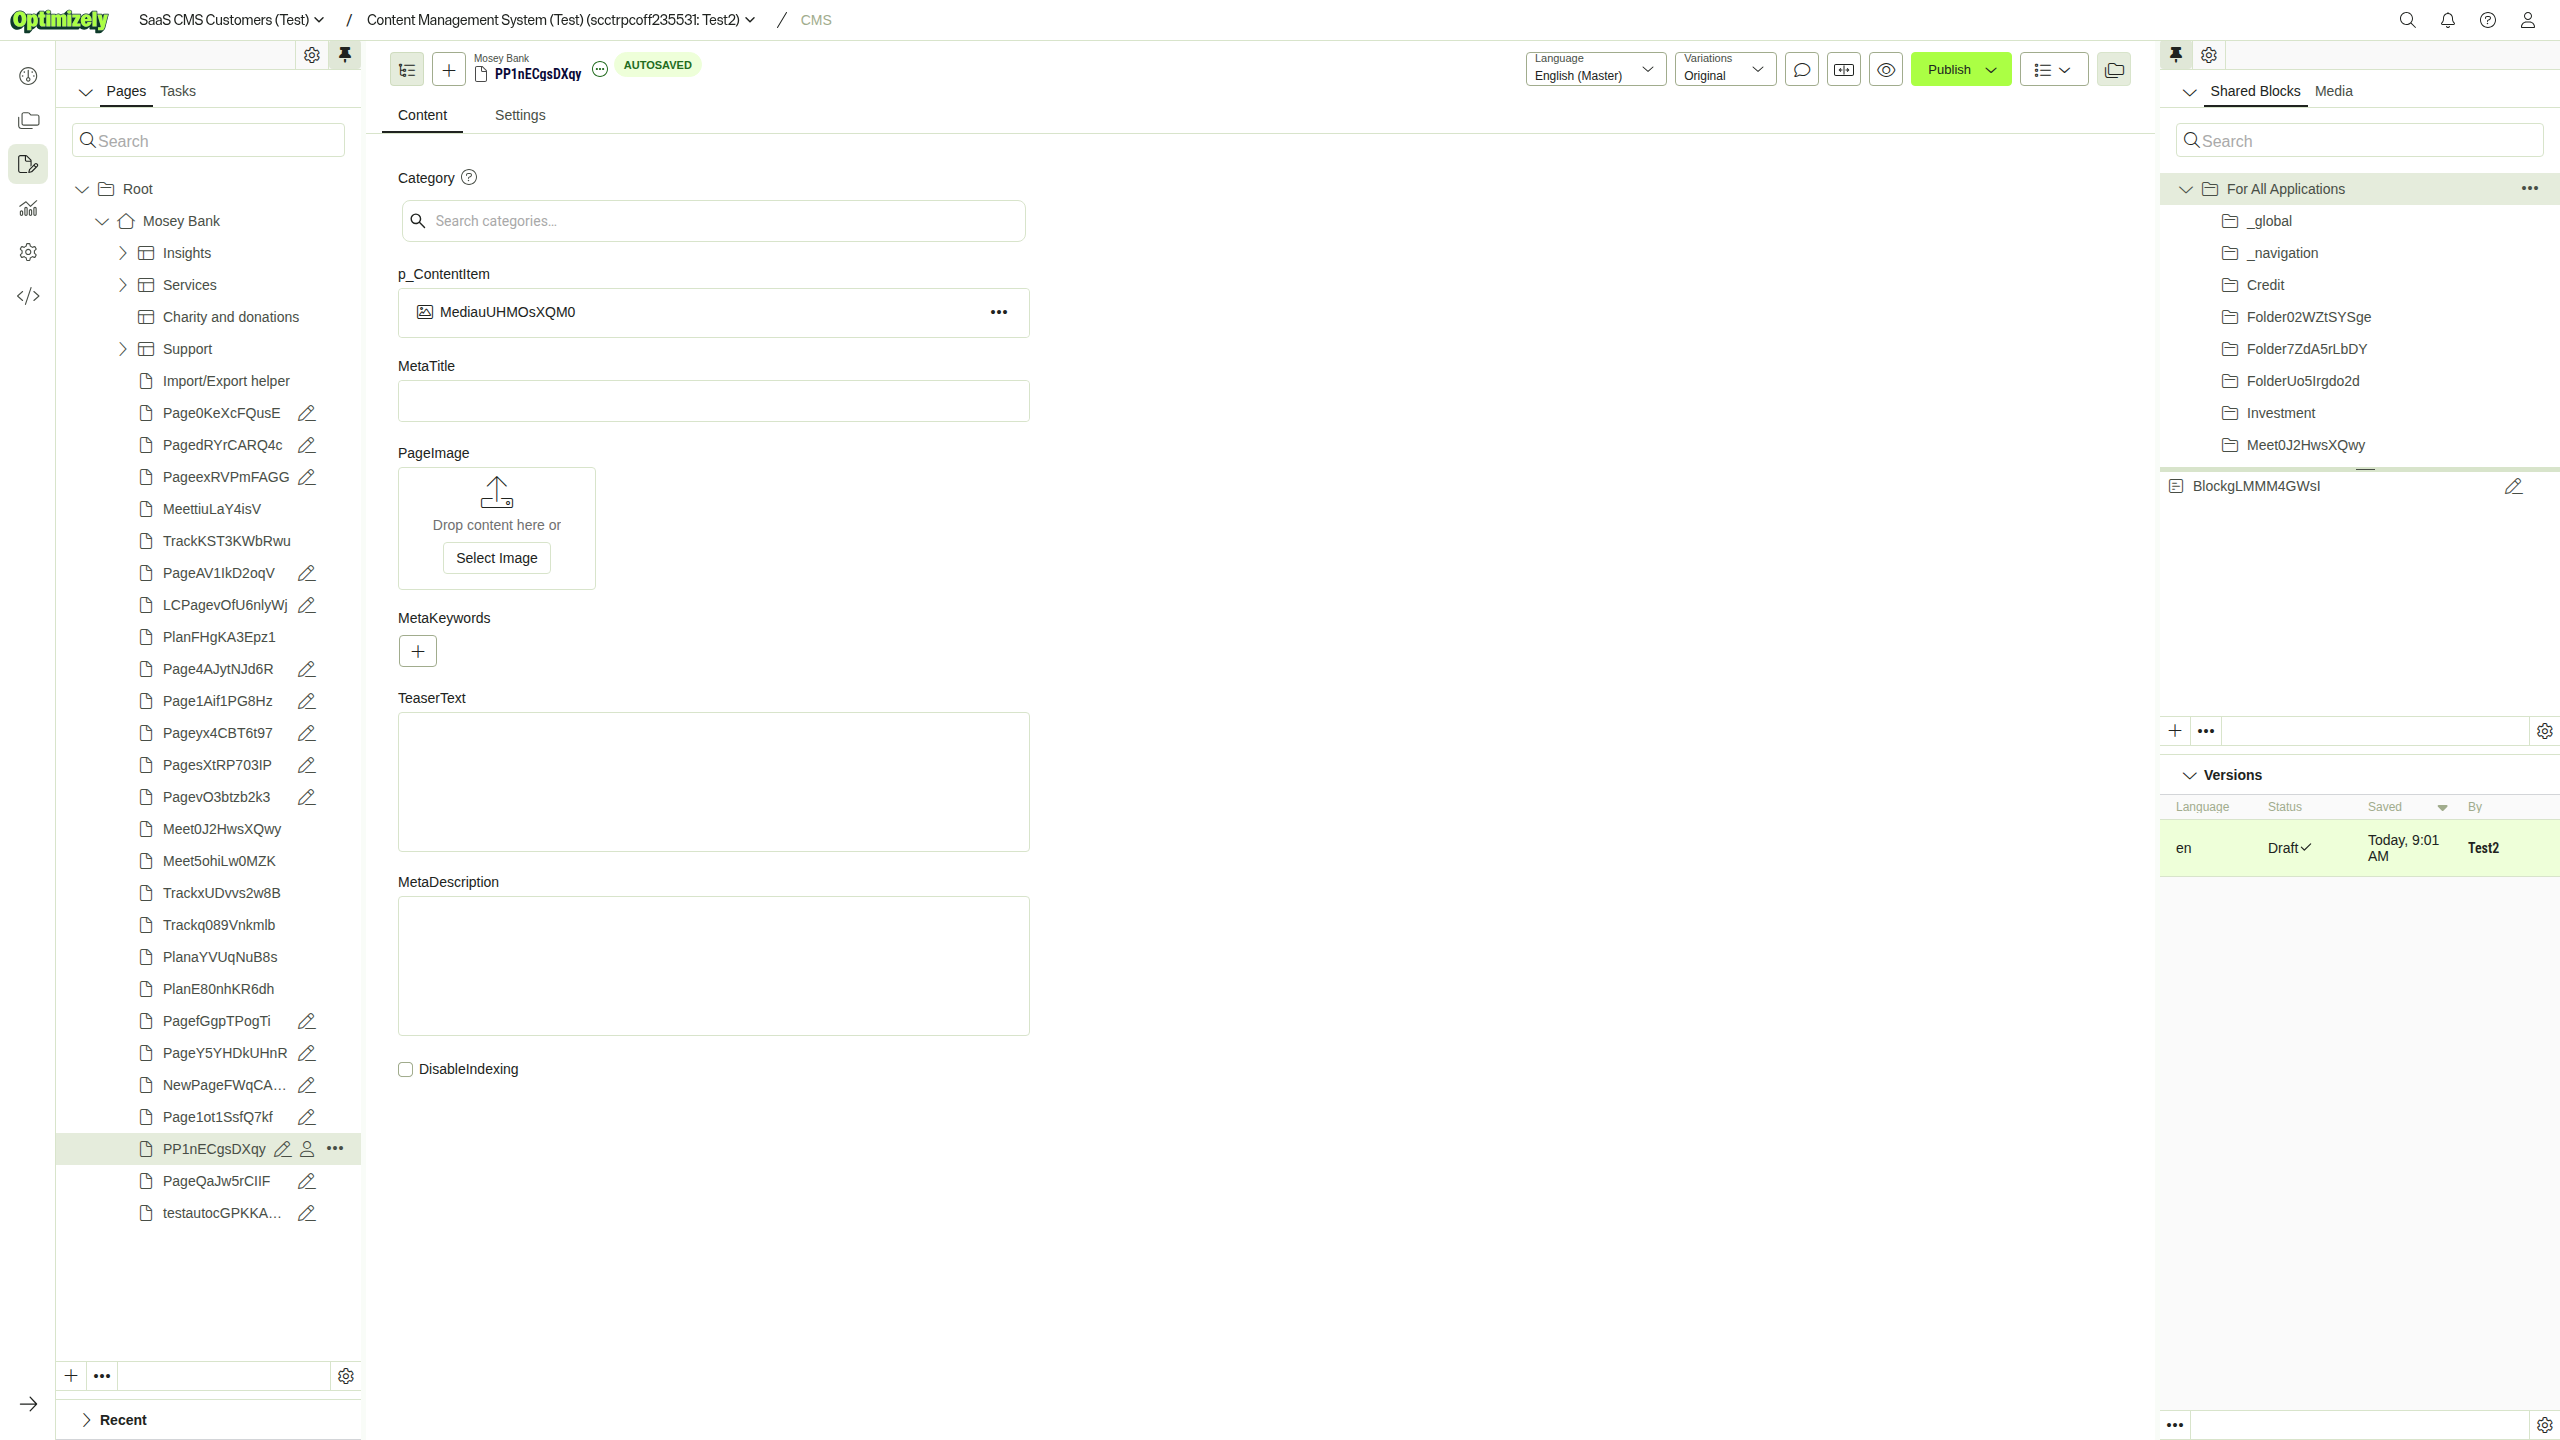 Optimizely
SaaS CMS Customers (Test) / Content Management System (Test) (scctrpcoff235531: Test2) / CMS
Pages Tasks
Search
Root
Mosey Bank
Insights
Services
Charity and donations
Support
Import/Export helper
Page0KeXcFQusE
PagedRYrCARQ4c
PageexRVPmFAGG
MeettiuLaY4isV
TrackKST3KWbRwu
PageAV1IkD2oqV
LCPagevOfU6nlyWj
PlanFHgKA3Epz1
Page4AJytNJd6R
Page1Aif1PG8Hz
Pageyx4CBT6t97
PagesXtRP703IP
PagevO3btzb2k3
Meet0J2HwsXQwy
Meet5ohiLw0MZK
TrackxUDvvs2w8B
Trackq089Vnkmlb
PlanaYVUqNuB8s
PlanE80nhKR6dh
PagefGgpTPogTi
PageY5YHDkUHnR
NewPageFWqCA...
Page1ot1SsfQ7kf
PP1nECgsDXqy
PageQaJw5rCIIF
testautocGPKKA...
Recent
Mosey Bank
PP1nECgsDXqy
AUTOSAVED
Language
English (Master)
Variations
Original
Publish
Content Settings
Category
Search categories...
p_ContentItem
MediauUHMOsXQM0
MetaTitle
PageImage
Drop content here or
Select Image
MetaKeywords
TeaserText
MetaDescription
DisableIndexing
Shared Blocks Media
Search
For All Applications
_global
_navigation
Credit
Folder02WZtSYSge
Folder7ZdA5rLbDY
FolderUo5Irgdo2d
Investment
Meet0J2HwsXQwy
BlockgLMMM4GWsI
Versions
Language Status Saved By
en Draft Today, 9:01 AM Test2